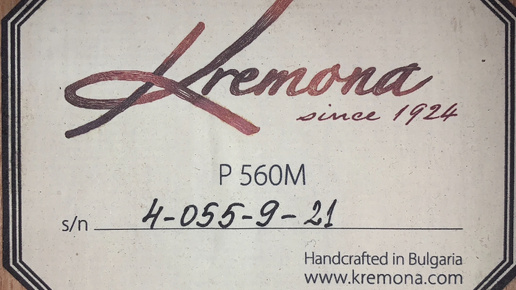 Kremona
since 1924
P 560M
s/n 4-055-9-21
Handcrafted in Bulgaria
www.kremona.com